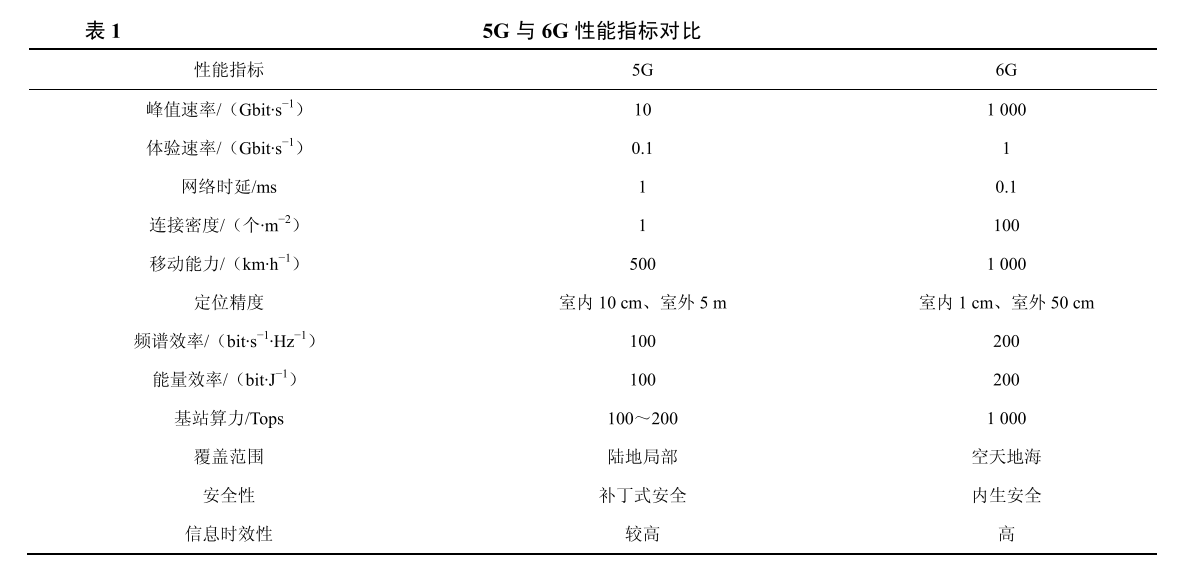 表 1 5G 与 6G 性能指标对比
性能指标 5G 6G
峰值速率/（Gbit·s⁻¹） 10 1 000
体验速率/（Gbit·s⁻¹） 0.1 1
网络时延/ms 1 0.1
连接密度/（个·m⁻²） 1 100
移动能力/（km·h⁻¹） 500 1 000
定位精度 室内 10 cm、室外 5 m 室内 1 cm、室外 50 cm
频谱效率/（bit·s⁻¹·Hz⁻¹） 100 200
能量效率/（bit·J⁻¹） 100 200
基站算力/Tops 100～200 1 000
覆盖范围 陆地局部 空天地海
安全性 补丁式安全 内生安全
信息时效性 较高 高